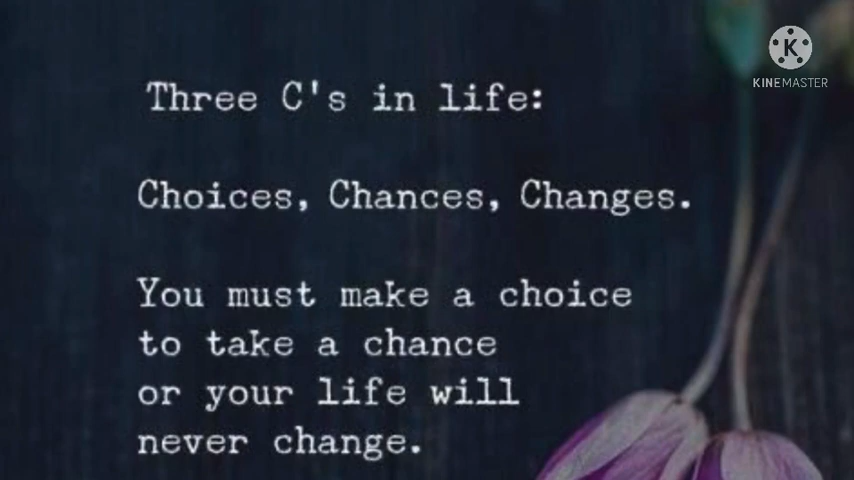 K
KINEMASTER
Three C's in life:
Choices, Chances, Changes.
You must make a choice
to take a chance
or your life will
never change.